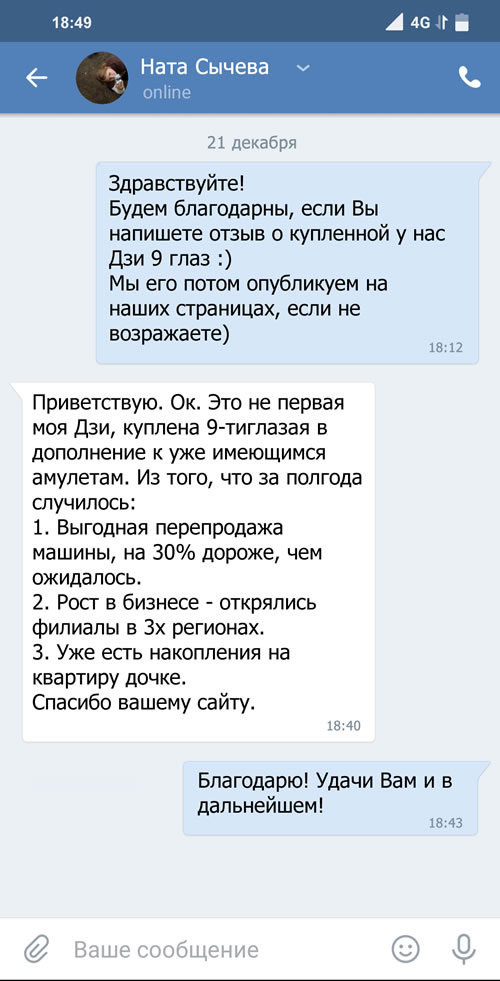 18:49
4G
Ната Сычева
online
21 декабря
Здравствуйте!
Будем благодарны, если Вы
напишете отзыв о купленной у нас
Дзи 9 глаз :)
Мы его потом опубликуем на
наших страницах, если не
возражаете)
18:12
Приветствую. Ок. Это не первая
моя Дзи, куплена 9-тиглазая в
дополнение к уже имеющимся
амулетам. Из того, что за полгода
случилось:
1. Выгодная перепродажа
машины, на 30% дороже, чем
ожидалось.
2. Рост в бизнесе - открялись
филиалы в 3х регионах.
3. Уже есть накопления на
квартиру дочке.
Спасибо вашему сайту.
18:40
Благодарю! Удачи Вам и в
дальнейшем!
18:43
Ваше сообщение